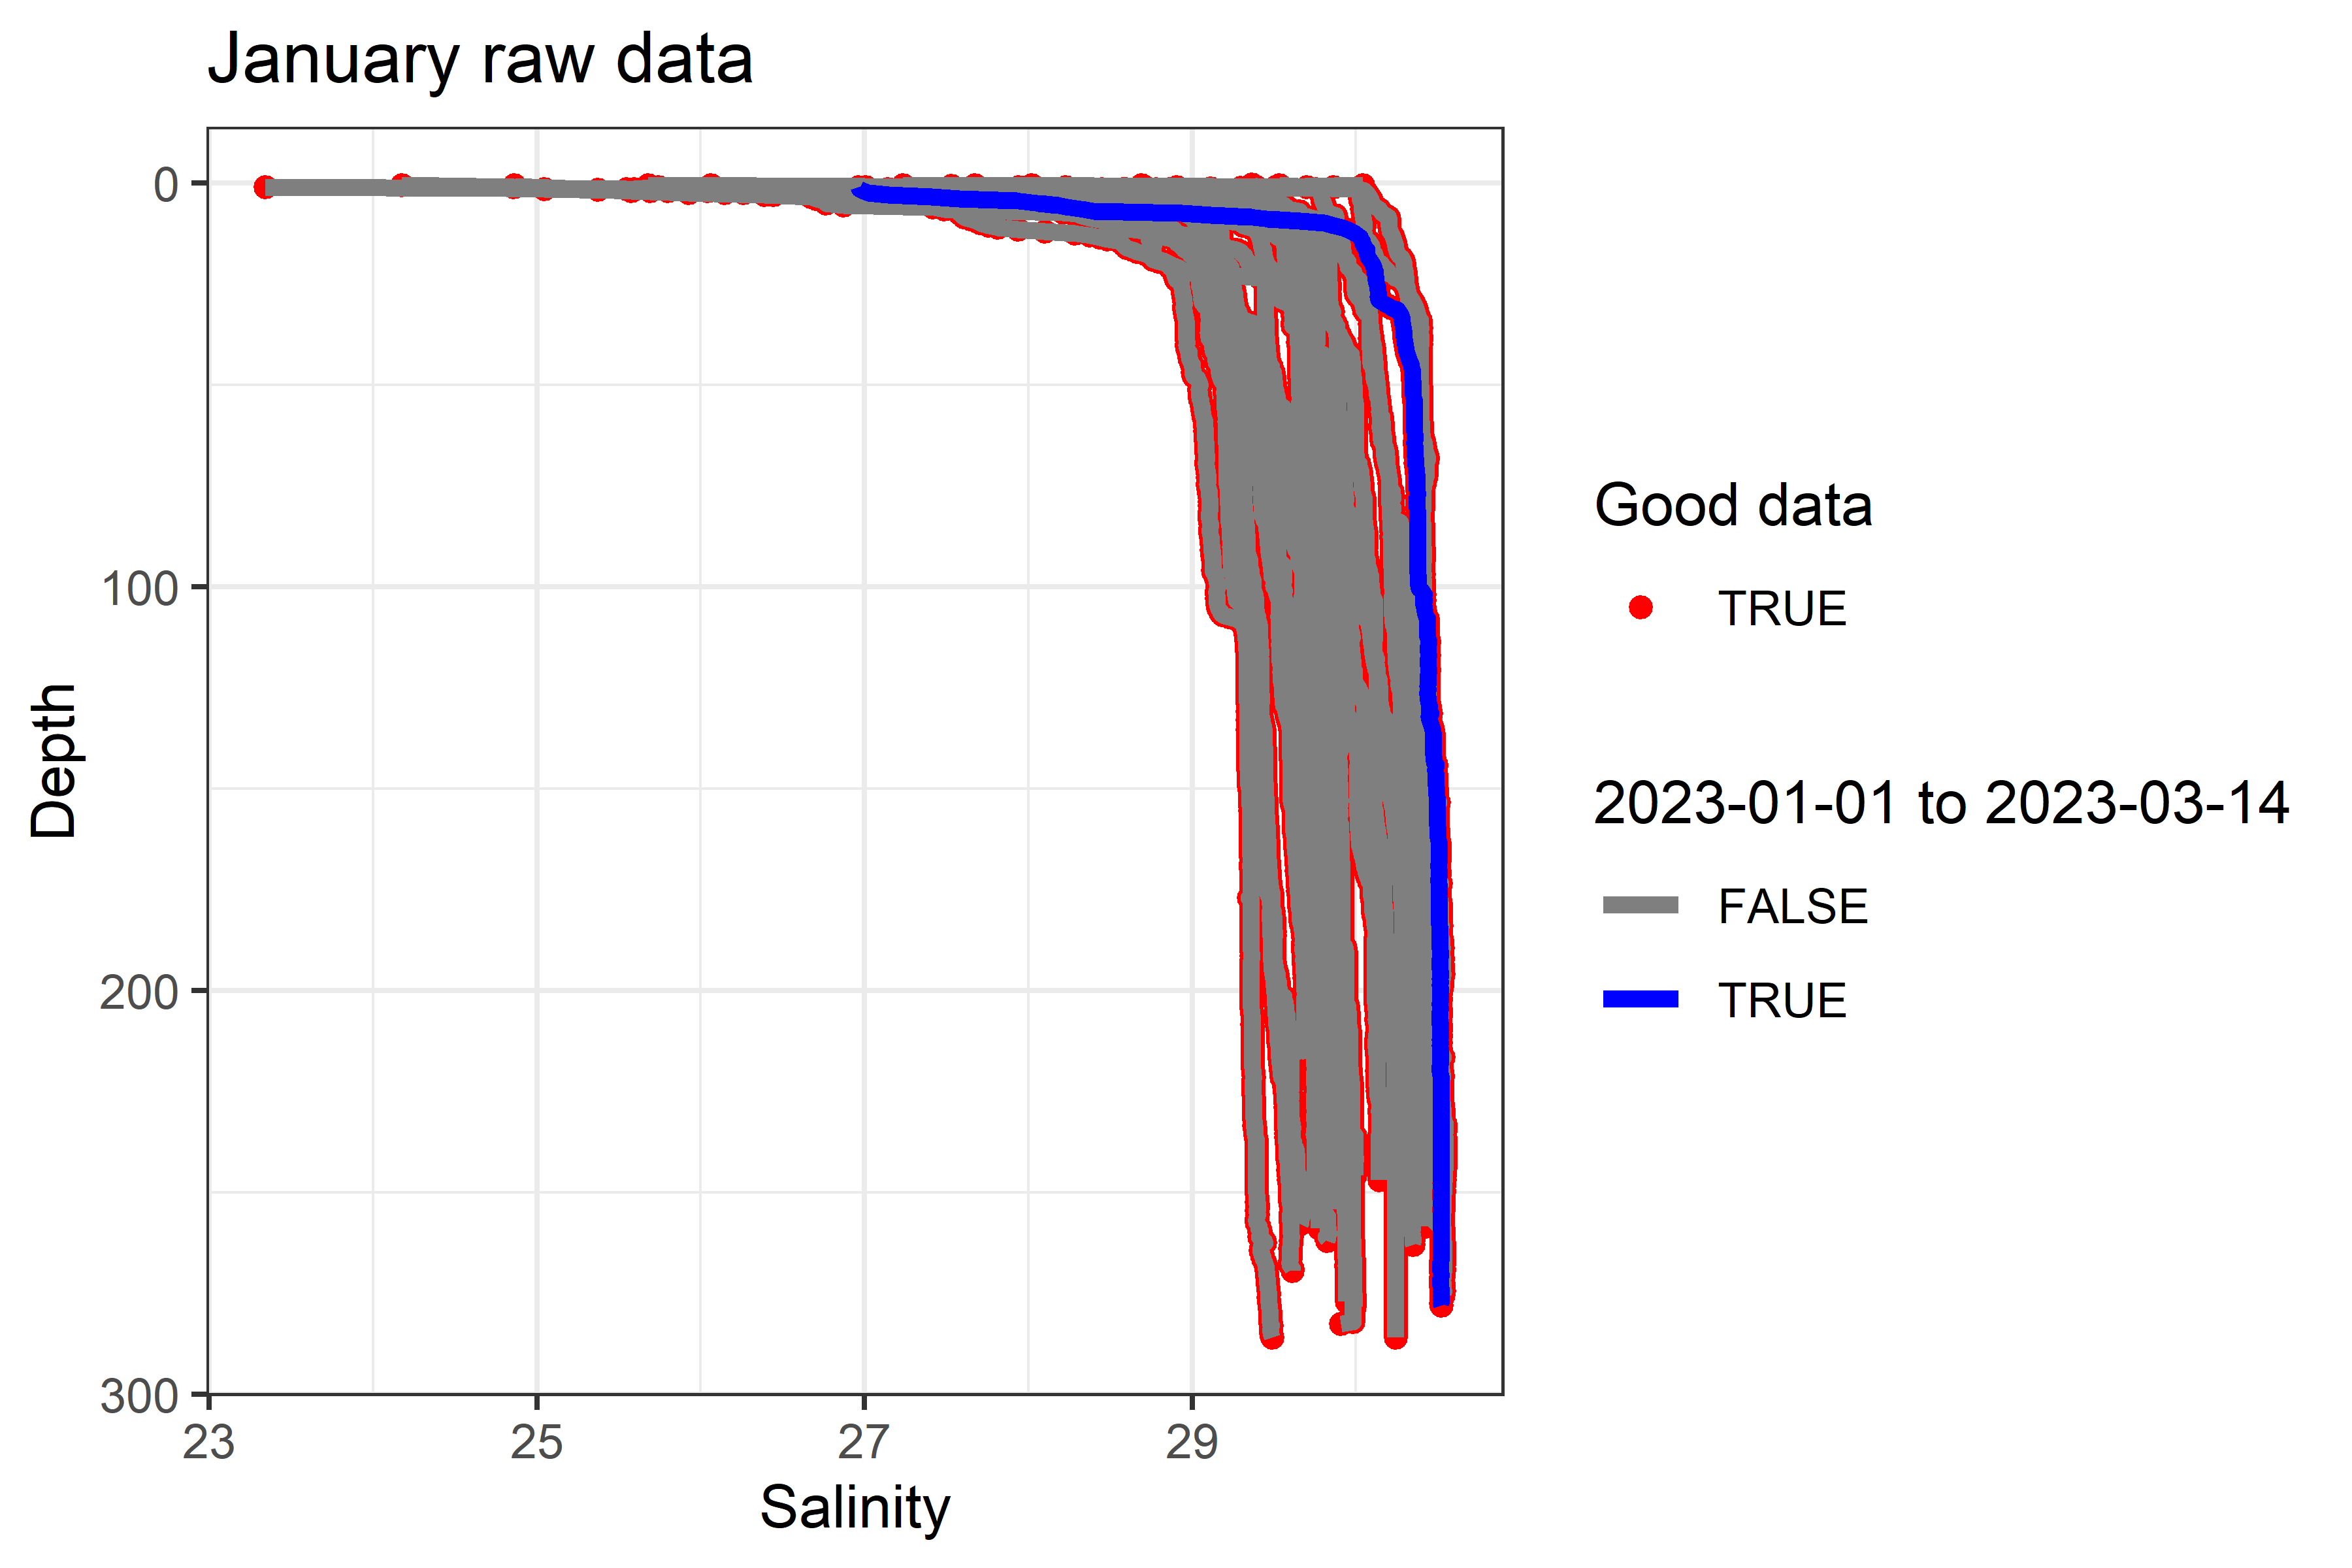 January raw data
0
100
200
300
23
25
27
29
Depth
Salinity
Good data
TRUE
2023-01-01 to 2023-03-14
FALSE
TRUE